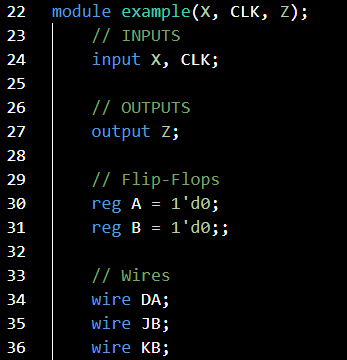 22 module example(X, CLK, Z);
23     // INPUTS
24     input X, CLK;
25
26     // OUTPUTS
27     output Z;
28
29     // Flip-Flops
30     reg A = 1'd0;
31     reg B = 1'd0;;
32
33     // Wires
34     wire DA;
35     wire JB;
36     wire KB;